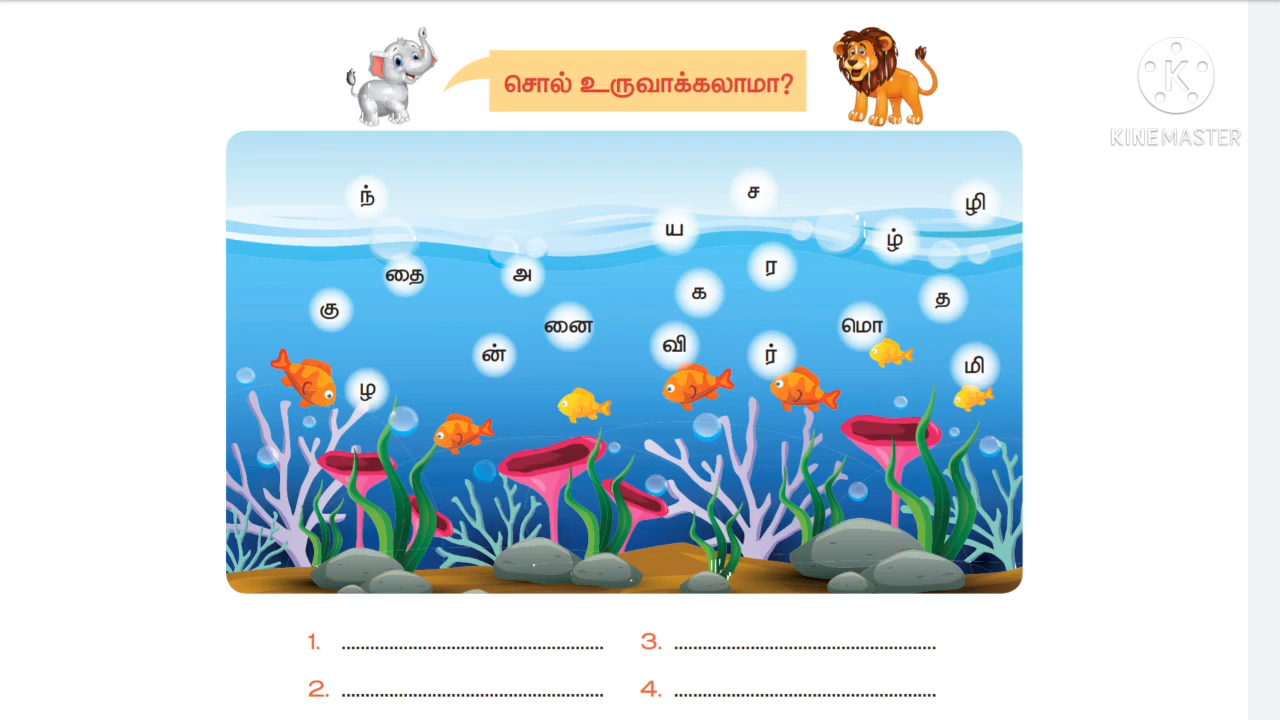 சொல் உருவாக்கலாமா?
KINEMASTER
ந்
ச
ழி
ய
ழ்
தை
அ
ர
கு
க
த
னை
மொ
ன்
வி
ர்
மி
ழ
1. ........................................................
3. ........................................................
2. ........................................................
4. ........................................................